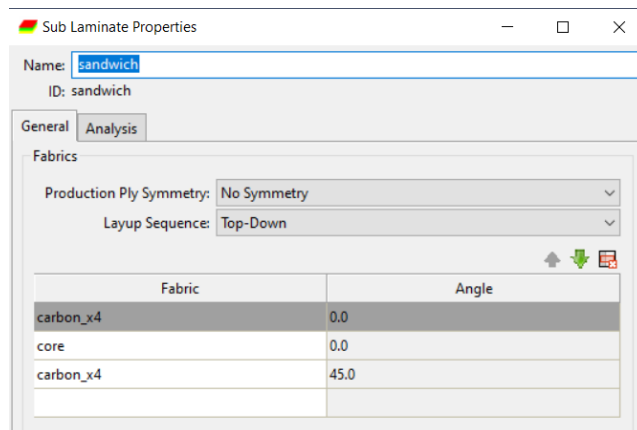 Sub Laminate Properties
Name: sandwich
ID: sandwich
General Analysis
Fabrics
Production Ply Symmetry: No Symmetry
Layup Sequence: Top-Down
Fabric Angle
carbon_x4 0.0
core 0.0
carbon_x4 45.0